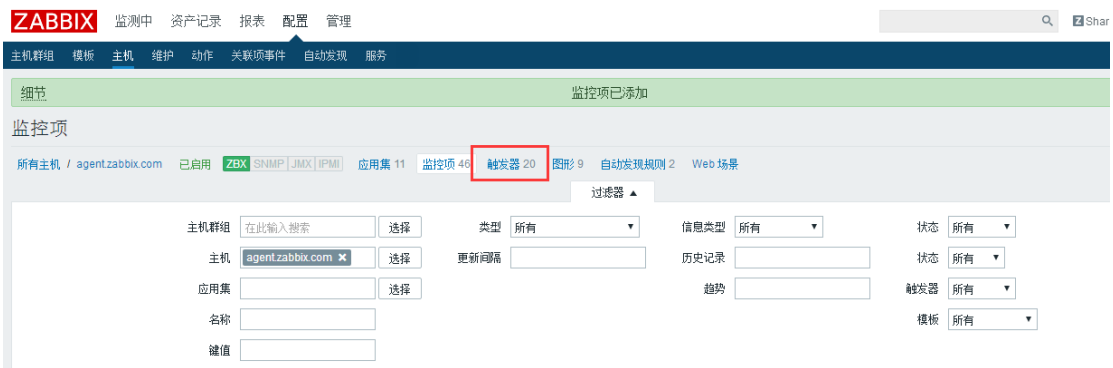 ZABBIX 监测中 资产记录 报表 配置 管理 Z Shar
主机群组 模板 主机 维护 动作 关联项事件 自动发现 服务
细节 监控项已添加
监控项
所有主机 / agent.zabbix.com 已启用 ZBX SNMP JMX IPMI 应用集 11 监控项 46 触发器 20 图形 9 自动发现规则 2 Web 场景
过滤器 ▲
主机群组 在此输入搜索 选择 类型 所有 信息类型 所有 状态 所有
主机 agent.zabbix.com ✕ 选择 更新间隔 历史记录 状态 所有
应用集 选择 趋势 触发器 所有
名称 模板 所有
键值